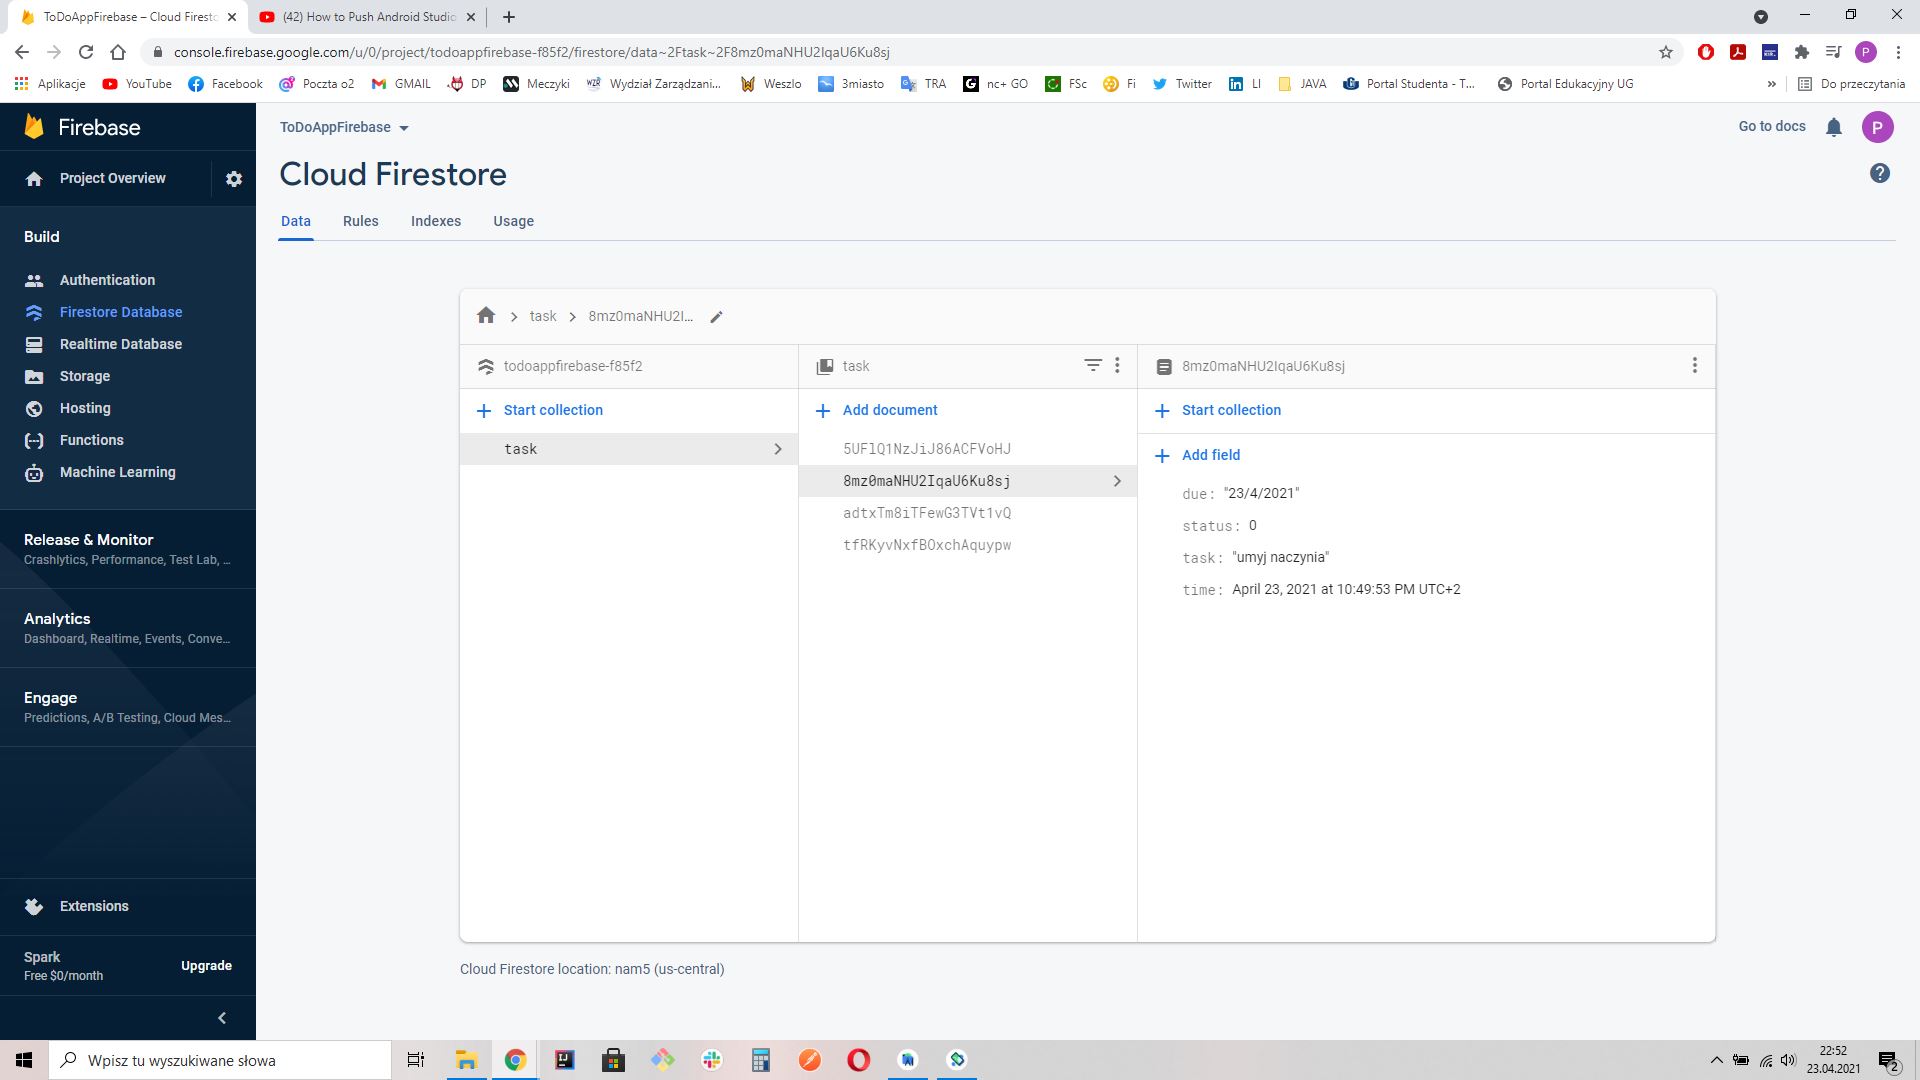 ToDoAppFirebase – Cloud Firesto
(42) How to Push Android Studio
console.firebase.google.com/u/0/project/todoappfirebase-f85f2/firestore/data~2Ftask~2F8mz0maNHU2IqaU6Ku8sj
P
Aplikacje YouTube Facebook Poczta o2 GMAIL DP Meczyki Wydział Zarządzani... Weszlo 3miasto TRA nc+ GO FSc Fi Twitter LI JAVA Portal Studenta - T... Portal Edukacyjny UG » Do przeczytania
Firebase
ToDoAppFirebase
Go to docs
P
Project Overview
Cloud Firestore
Data Rules Indexes Usage
Build
Authentication
Firestore Database
Realtime Database
Storage
Hosting
Functions
Machine Learning
Release & Monitor
Crashlytics, Performance, Test Lab, ...
Analytics
Dashboard, Realtime, Events, Conve...
Engage
Predictions, A/B Testing, Cloud Mes...
Extensions
Spark
Free $0/month
Upgrade
task
8mz0maNHU2I...
todoappfirebase-f85f2
Start collection
task
task
Add document
5UFlQ1NzJiJ86ACFVoHJ
8mz0maNHU2IqaU6Ku8sj
adtxTm8iTFewG3TVt1vQ
tfRKyvNxfBOxchAquypw
8mz0maNHU2IqaU6Ku8sj
Start collection
Add field
due: "23/4/2021"
status: 0
task: "umyj naczynia"
time: April 23, 2021 at 10:49:53 PM UTC+2
Cloud Firestore location: nam5 (us-central)
Wpisz tu wyszukiwane słowa
22:52
23.04.2021
2